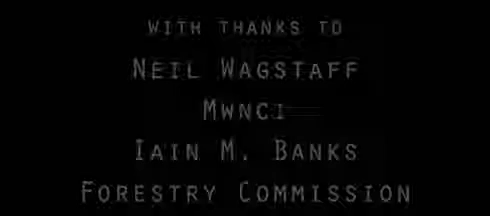 WITH THANKS TO
NEIL WAGSTAFF
MWNCI
IAIN M. BANKS
FORESTRY COMMISSION